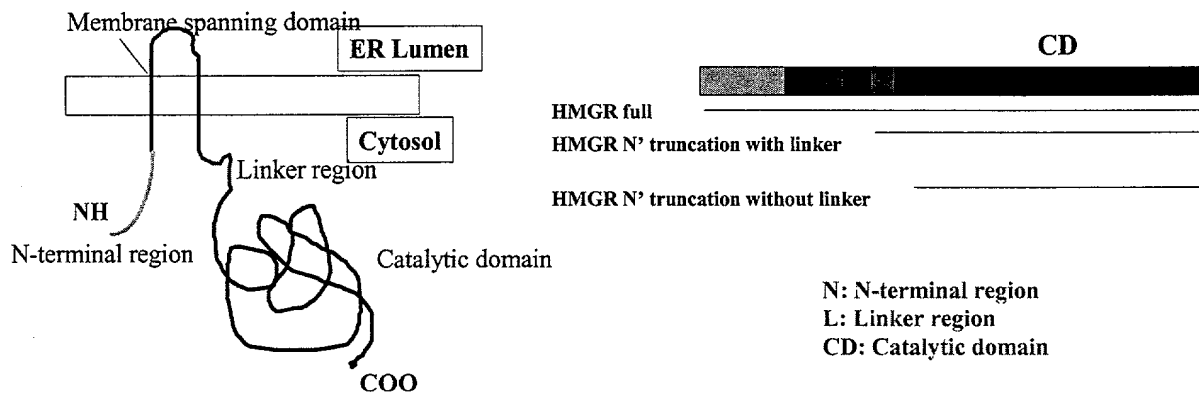 Membrane spanning domain
ER Lumen
Cytosol
Linker region
NH
N-terminal region
Catalytic domain
COO
CD
HMGR full
HMGR N' truncation with linker
HMGR N' truncation without linker
N: N-terminal region
L: Linker region
CD: Catalytic domain